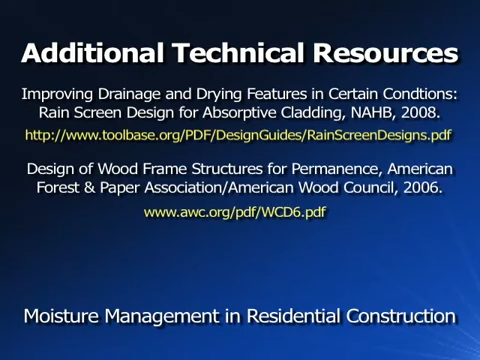 Additional Technical Resources
Improving Drainage and Drying Features in Certain Condtions:
Rain Screen Design for Absorptive Cladding, NAHB, 2008.
http://www.toolbase.org/PDF/DesignGuides/RainScreenDesigns.pdf
Design of Wood Frame Structures for Permanence, American
Forest & Paper Association/American Wood Council, 2006.
www.awc.org/pdf/WCD6.pdf
Moisture Management in Residential Construction